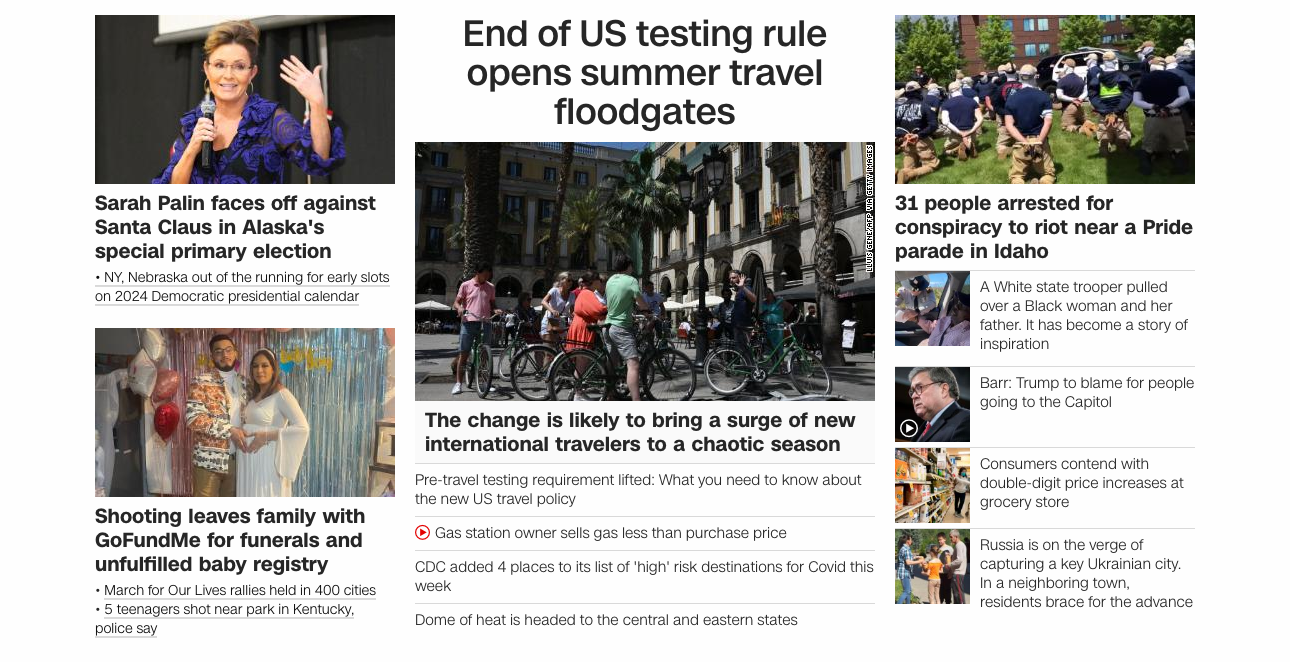 Sarah Palin faces off against
Santa Claus in Alaska's
special primary election
• NY, Nebraska out of the running for early slots
on 2024 Democratic presidential calendar
Shooting leaves family with
GoFundMe for funerals and
unfulfilled baby registry
• March for Our Lives rallies held in 400 cities
• 5 teenagers shot near park in Kentucky,
police say
End of US testing rule
opens summer travel
floodgates
LLUIS GENE/AFP VIA GETTY IMAGES
The change is likely to bring a surge of new
international travelers to a chaotic season
Pre-travel testing requirement lifted: What you need to know about
the new US travel policy
Gas station owner sells gas less than purchase price
CDC added 4 places to its list of 'high' risk destinations for Covid this
week
Dome of heat is headed to the central and eastern states
31 people arrested for
conspiracy to riot near a Pride
parade in Idaho
A White state trooper pulled
over a Black woman and her
father. It has become a story of
inspiration
Barr: Trump to blame for people
going to the Capitol
Consumers contend with
double-digit price increases at
grocery store
Russia is on the verge of
capturing a key Ukrainian city.
In a neighboring town,
residents brace for the advance